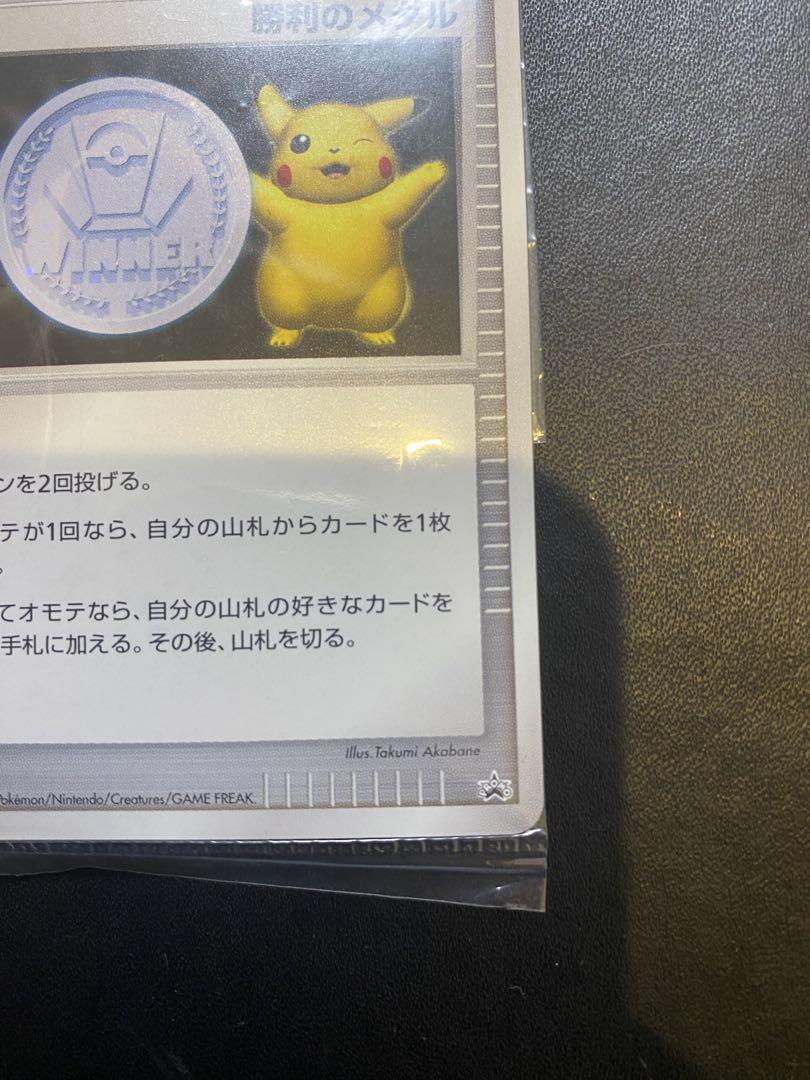 勝利のメダル
WINNER
ンを2回投げる。
テが1回なら、自分の山札からカードを1枚
。
てオモテなら、自分の山札の好きなカードを
手札に加える。その後、山札を切る。
Illus.Takumi Akabane
Pokémon/Nintendo/Creatures/GAME FREAK.
PROMO